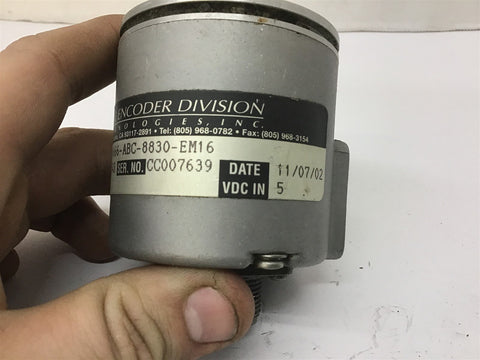 ENCODER DIVISION
NOLOGIES, INC.
CA 93117-2891 • Tel: (805) 968-0782 • Fax: (805) 968-3154
-ABC-8830-EM16
SER. NO. CC007639 DATE 11/07/02
VDC IN 5